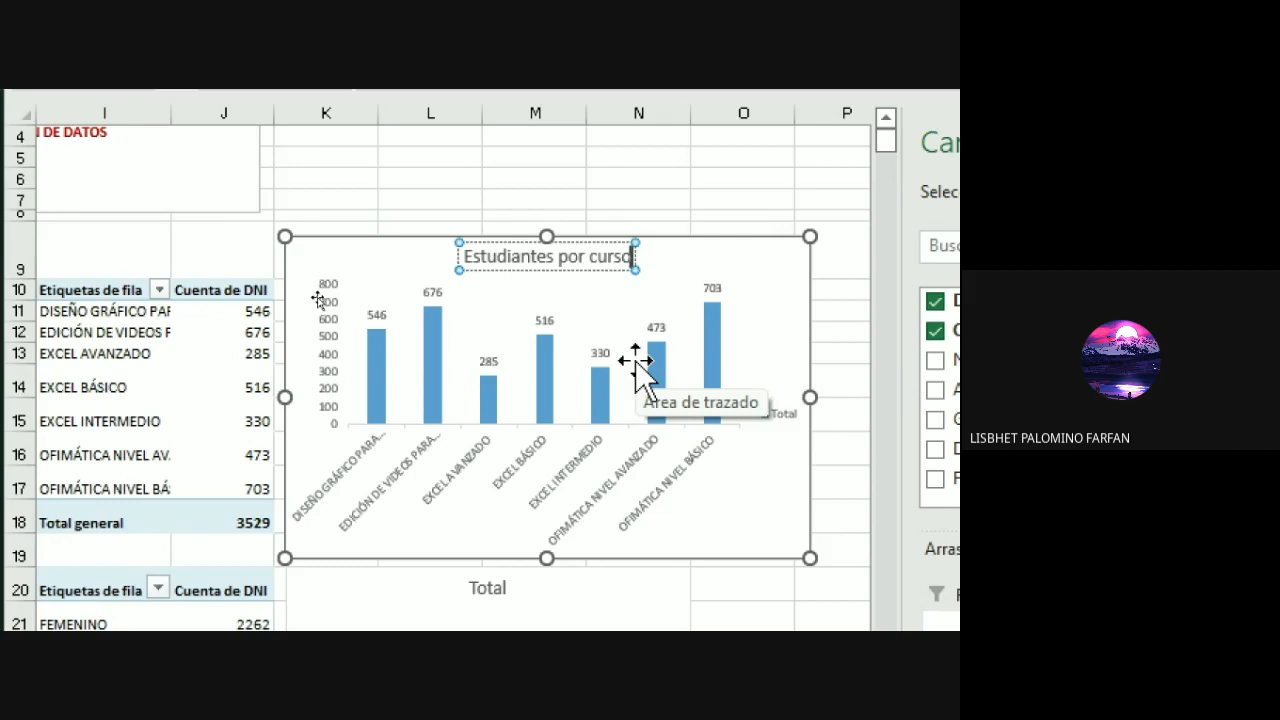 I J K L M N O P
4 N DE DATOS
5
6
7
8
9
10 Etiquetas de fila Cuenta de DNI
11 DISEÑO GRÁFICO PAR 546
12 EDICIÓN DE VIDEOS P 676
13 EXCEL AVANZADO 285
14 EXCEL BÁSICO 516
15 EXCEL INTERMEDIO 330
16 OFIMÁTICA NIVEL AV. 473
17 OFIMÁTICA NIVEL BÁ 703
18 Total general 3529
19
20 Etiquetas de fila Cuenta de DNI
21 FEMENINO 2262
Estudiantes por curso
800
700
600
500
400
300
200
100
0
546 676 285 516 330 473 703
DISEÑO GRÁFICO PARA...
EDICIÓN DE VIDEOS PARA...
EXCEL AVANZADO
EXCEL BÁSICO
EXCEL INTERMEDIO
OFIMÁTICA NIVEL AVANZADO
OFIMÁTICA NIVEL BÁSICO
Total
Área de trazado
Total
Car
Selec
Busc
Arras
LISBHET PALOMINO FARFAN